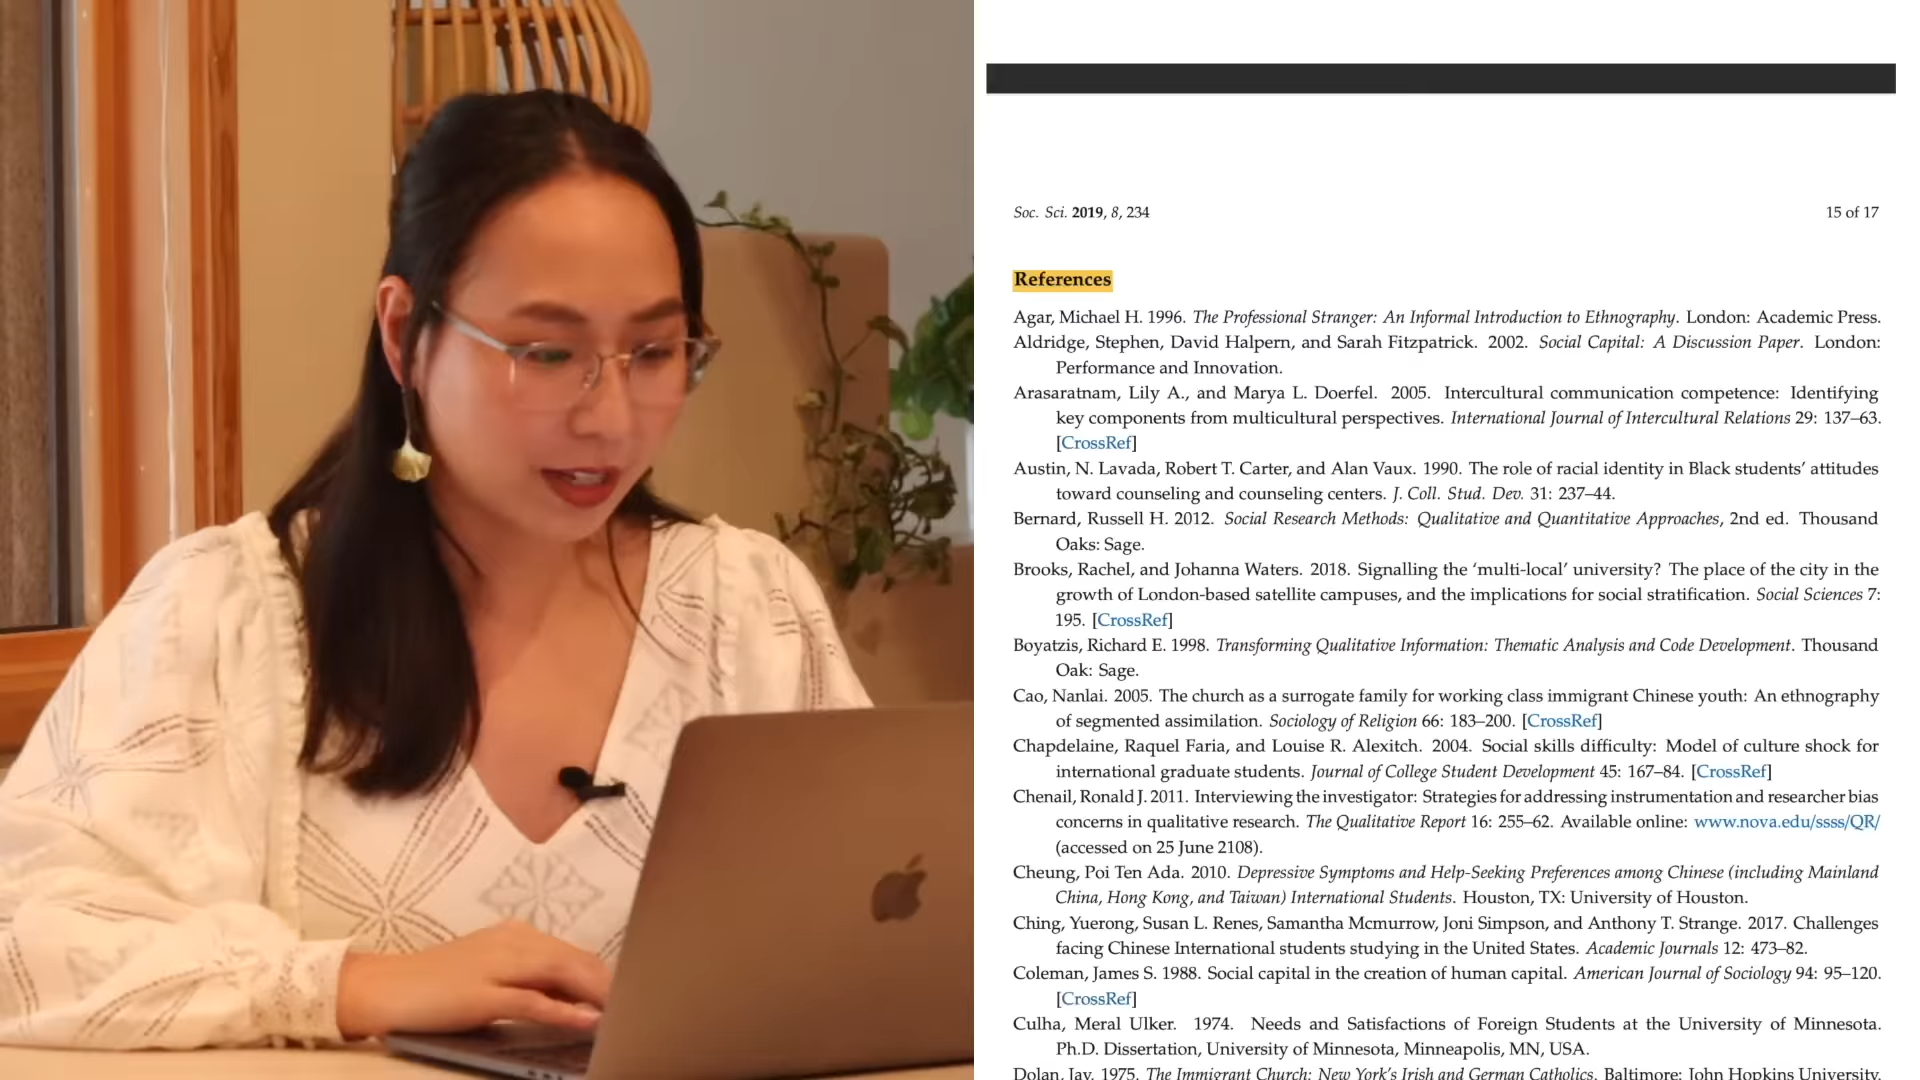 Soc. Sci. 2019, 8, 234
15 of 17
References
Agar, Michael H. 1996. The Professional Stranger: An Informal Introduction to Ethnography. London: Academic Press.
Aldridge, Stephen, David Halpern, and Sarah Fitzpatrick. 2002. Social Capital: A Discussion Paper. London:
Performance and Innovation.
Arasaratnam, Lily A., and Marya L. Doerfel. 2005. Intercultural communication competence: Identifying
key components from multicultural perspectives. International Journal of Intercultural Relations 29: 137–63.
[CrossRef]
Austin, N. Lavada, Robert T. Carter, and Alan Vaux. 1990. The role of racial identity in Black students’ attitudes
toward counseling and counseling centers. J. Coll. Stud. Dev. 31: 237–44.
Bernard, Russell H. 2012. Social Research Methods: Qualitative and Quantitative Approaches, 2nd ed. Thousand
Oaks: Sage.
Brooks, Rachel, and Johanna Waters. 2018. Signalling the ‘multi-local’ university? The place of the city in the
growth of London-based satellite campuses, and the implications for social stratification. Social Sciences 7:
195. [CrossRef]
Boyatzis, Richard E. 1998. Transforming Qualitative Information: Thematic Analysis and Code Development. Thousand
Oak: Sage.
Cao, Nanlai. 2005. The church as a surrogate family for working class immigrant Chinese youth: An ethnography
of segmented assimilation. Sociology of Religion 66: 183–200. [CrossRef]
Chapdelaine, Raquel Faria, and Louise R. Alexitch. 2004. Social skills difficulty: Model of culture shock for
international graduate students. Journal of College Student Development 45: 167–84. [CrossRef]
Chenail, Ronald J. 2011. Interviewing the investigator: Strategies for addressing instrumentation and researcher bias
concerns in qualitative research. The Qualitative Report 16: 255–62. Available online: www.nova.edu/ssss/QR/
(accessed on 25 June 2108).
Cheung, Poi Ten Ada. 2010. Depressive Symptoms and Help-Seeking Preferences among Chinese (including Mainland
China, Hong Kong, and Taiwan) International Students. Houston, TX: University of Houston.
Ching, Yuerong, Susan L. Renes, Samantha Mcmurrow, Joni Simpson, and Anthony T. Strange. 2017. Challenges
facing Chinese International students studying in the United States. Academic Journals 12: 473–82.
Coleman, James S. 1988. Social capital in the creation of human capital. American Journal of Sociology 94: 95–120.
[CrossRef]
Culha, Meral Ulker. 1974. Needs and Satisfactions of Foreign Students at the University of Minnesota.
Ph.D. Dissertation, University of Minnesota, Minneapolis, MN, USA.
Dolan, Jay. 1975. The Immigrant Church: New York’s Irish and German Catholics. Baltimore: John Hopkins University.